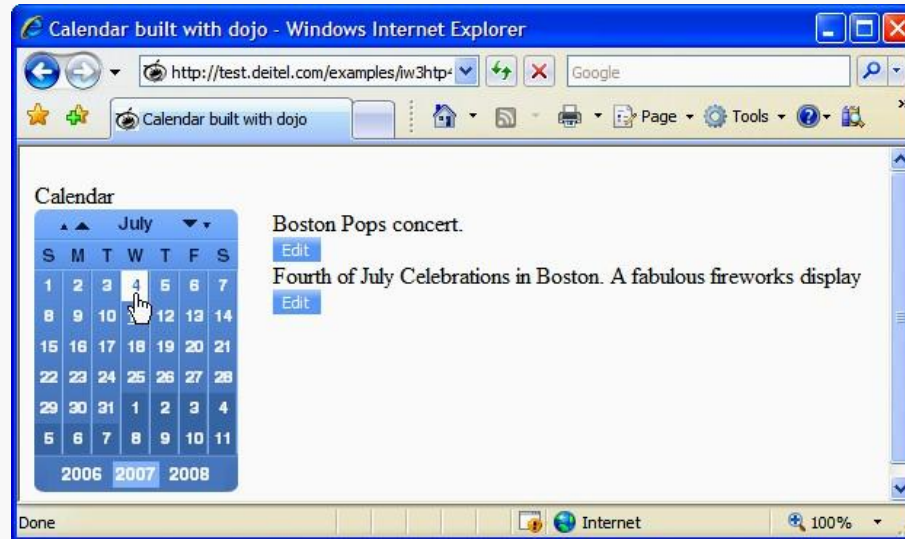 Calendar built with dojo - Windows Internet Explorer
http://test.deitel.com/examples/iw3htp4
Google
Calendar built with dojo
Page
Tools
Calendar
July
S M T W T F S
1 2 3 4 5 6 7
8 9 10 12 13 14
15 16 17 18 19 20 21
22 23 24 25 26 27 28
29 30 31 1 2 3 4
5 6 7 8 9 10 11
2006 2007 2008
Boston Pops concert.
Edit
Fourth of July Celebrations in Boston. A fabulous fireworks display
Edit
Done
Internet
100%